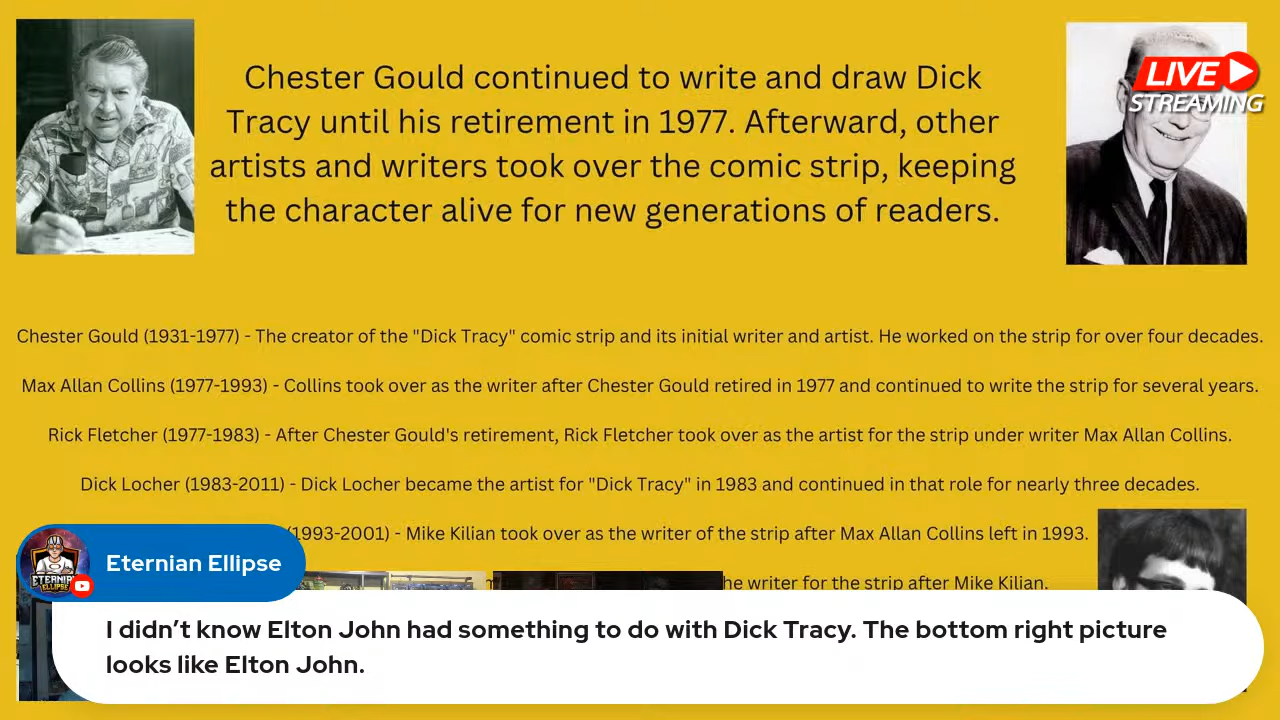 Chester Gould continued to write and draw Dick
Tracy until his retirement in 1977. Afterward, other
artists and writers took over the comic strip, keeping
the character alive for new generations of readers.
LIVE
STREAMING
Chester Gould (1931-1977) - The creator of the "Dick Tracy" comic strip and its initial writer and artist. He worked on the strip for over four decades.
Max Allan Collins (1977-1993) - Collins took over as the writer after Chester Gould retired in 1977 and continued to write the strip for several years.
Rick Fletcher (1977-1983) - After Chester Gould's retirement, Rick Fletcher took over as the artist for the strip under writer Max Allan Collins.
Dick Locher (1983-2011) - Dick Locher became the artist for "Dick Tracy" in 1983 and continued in that role for nearly three decades.
(1993-2001) - Mike Kilian took over as the writer of the strip after Max Allan Collins left in 1993.
writer for the strip after Mike Kilian.
Eternian Ellipse
I didn’t know Elton John had something to do with Dick Tracy. The bottom right picture
looks like Elton John.